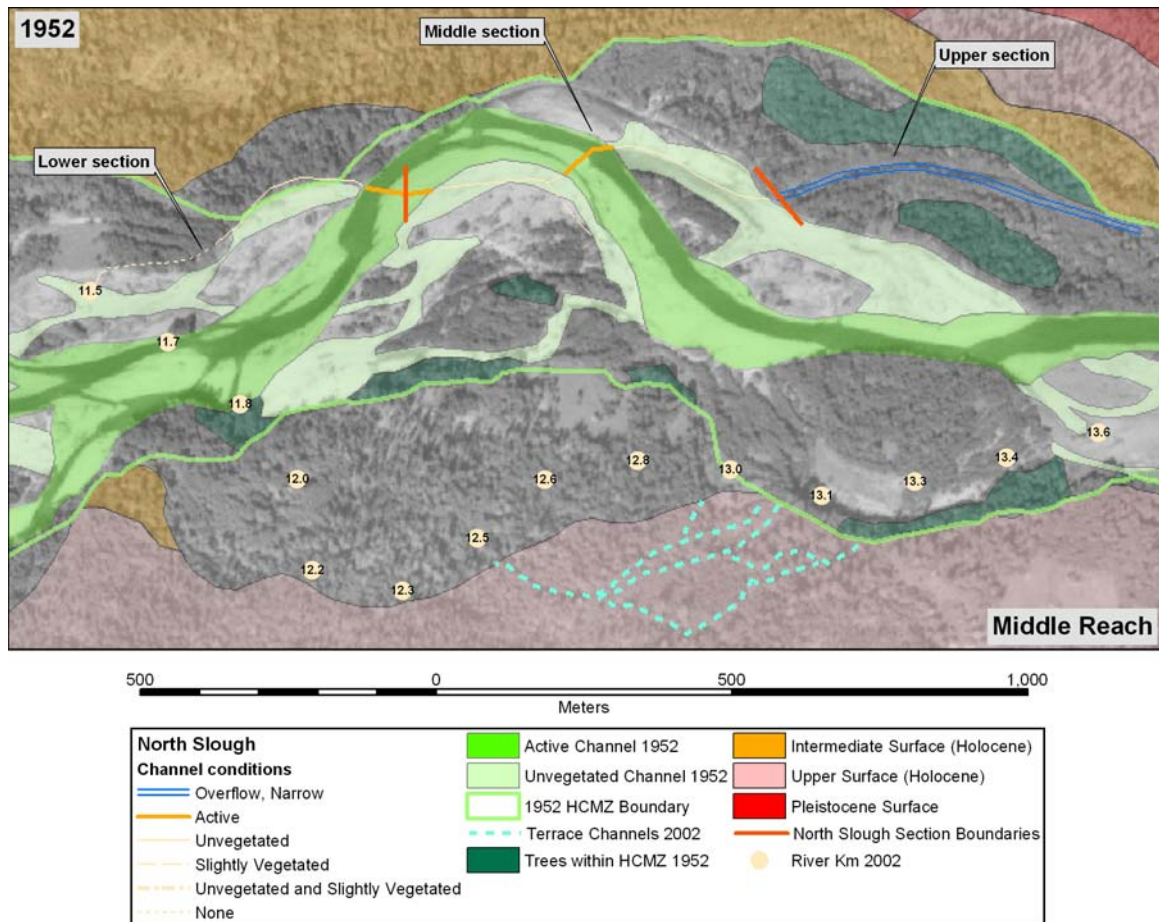 1952
Middle section
Upper section
Lower section
11.5
11.7
11.8
12.0
12.2
12.3
12.5
12.6
12.8
13.0
13.1
13.3
13.4
13.6
Middle Reach
500 0 500 1,000
Meters
North Slough
Channel conditions
Overflow, Narrow
Active
Unvegetated
Slightly Vegetated
Unvegetated and Slightly Vegetated
None
Active Channel 1952
Unvegetated Channel 1952
1952 HCMZ Boundary
Terrace Channels 2002
Trees within HCMZ 1952
Intermediate Surface (Holocene)
Upper Surface (Holocene)
Pleistocene Surface
North Slough Section Boundaries
River Km 2002